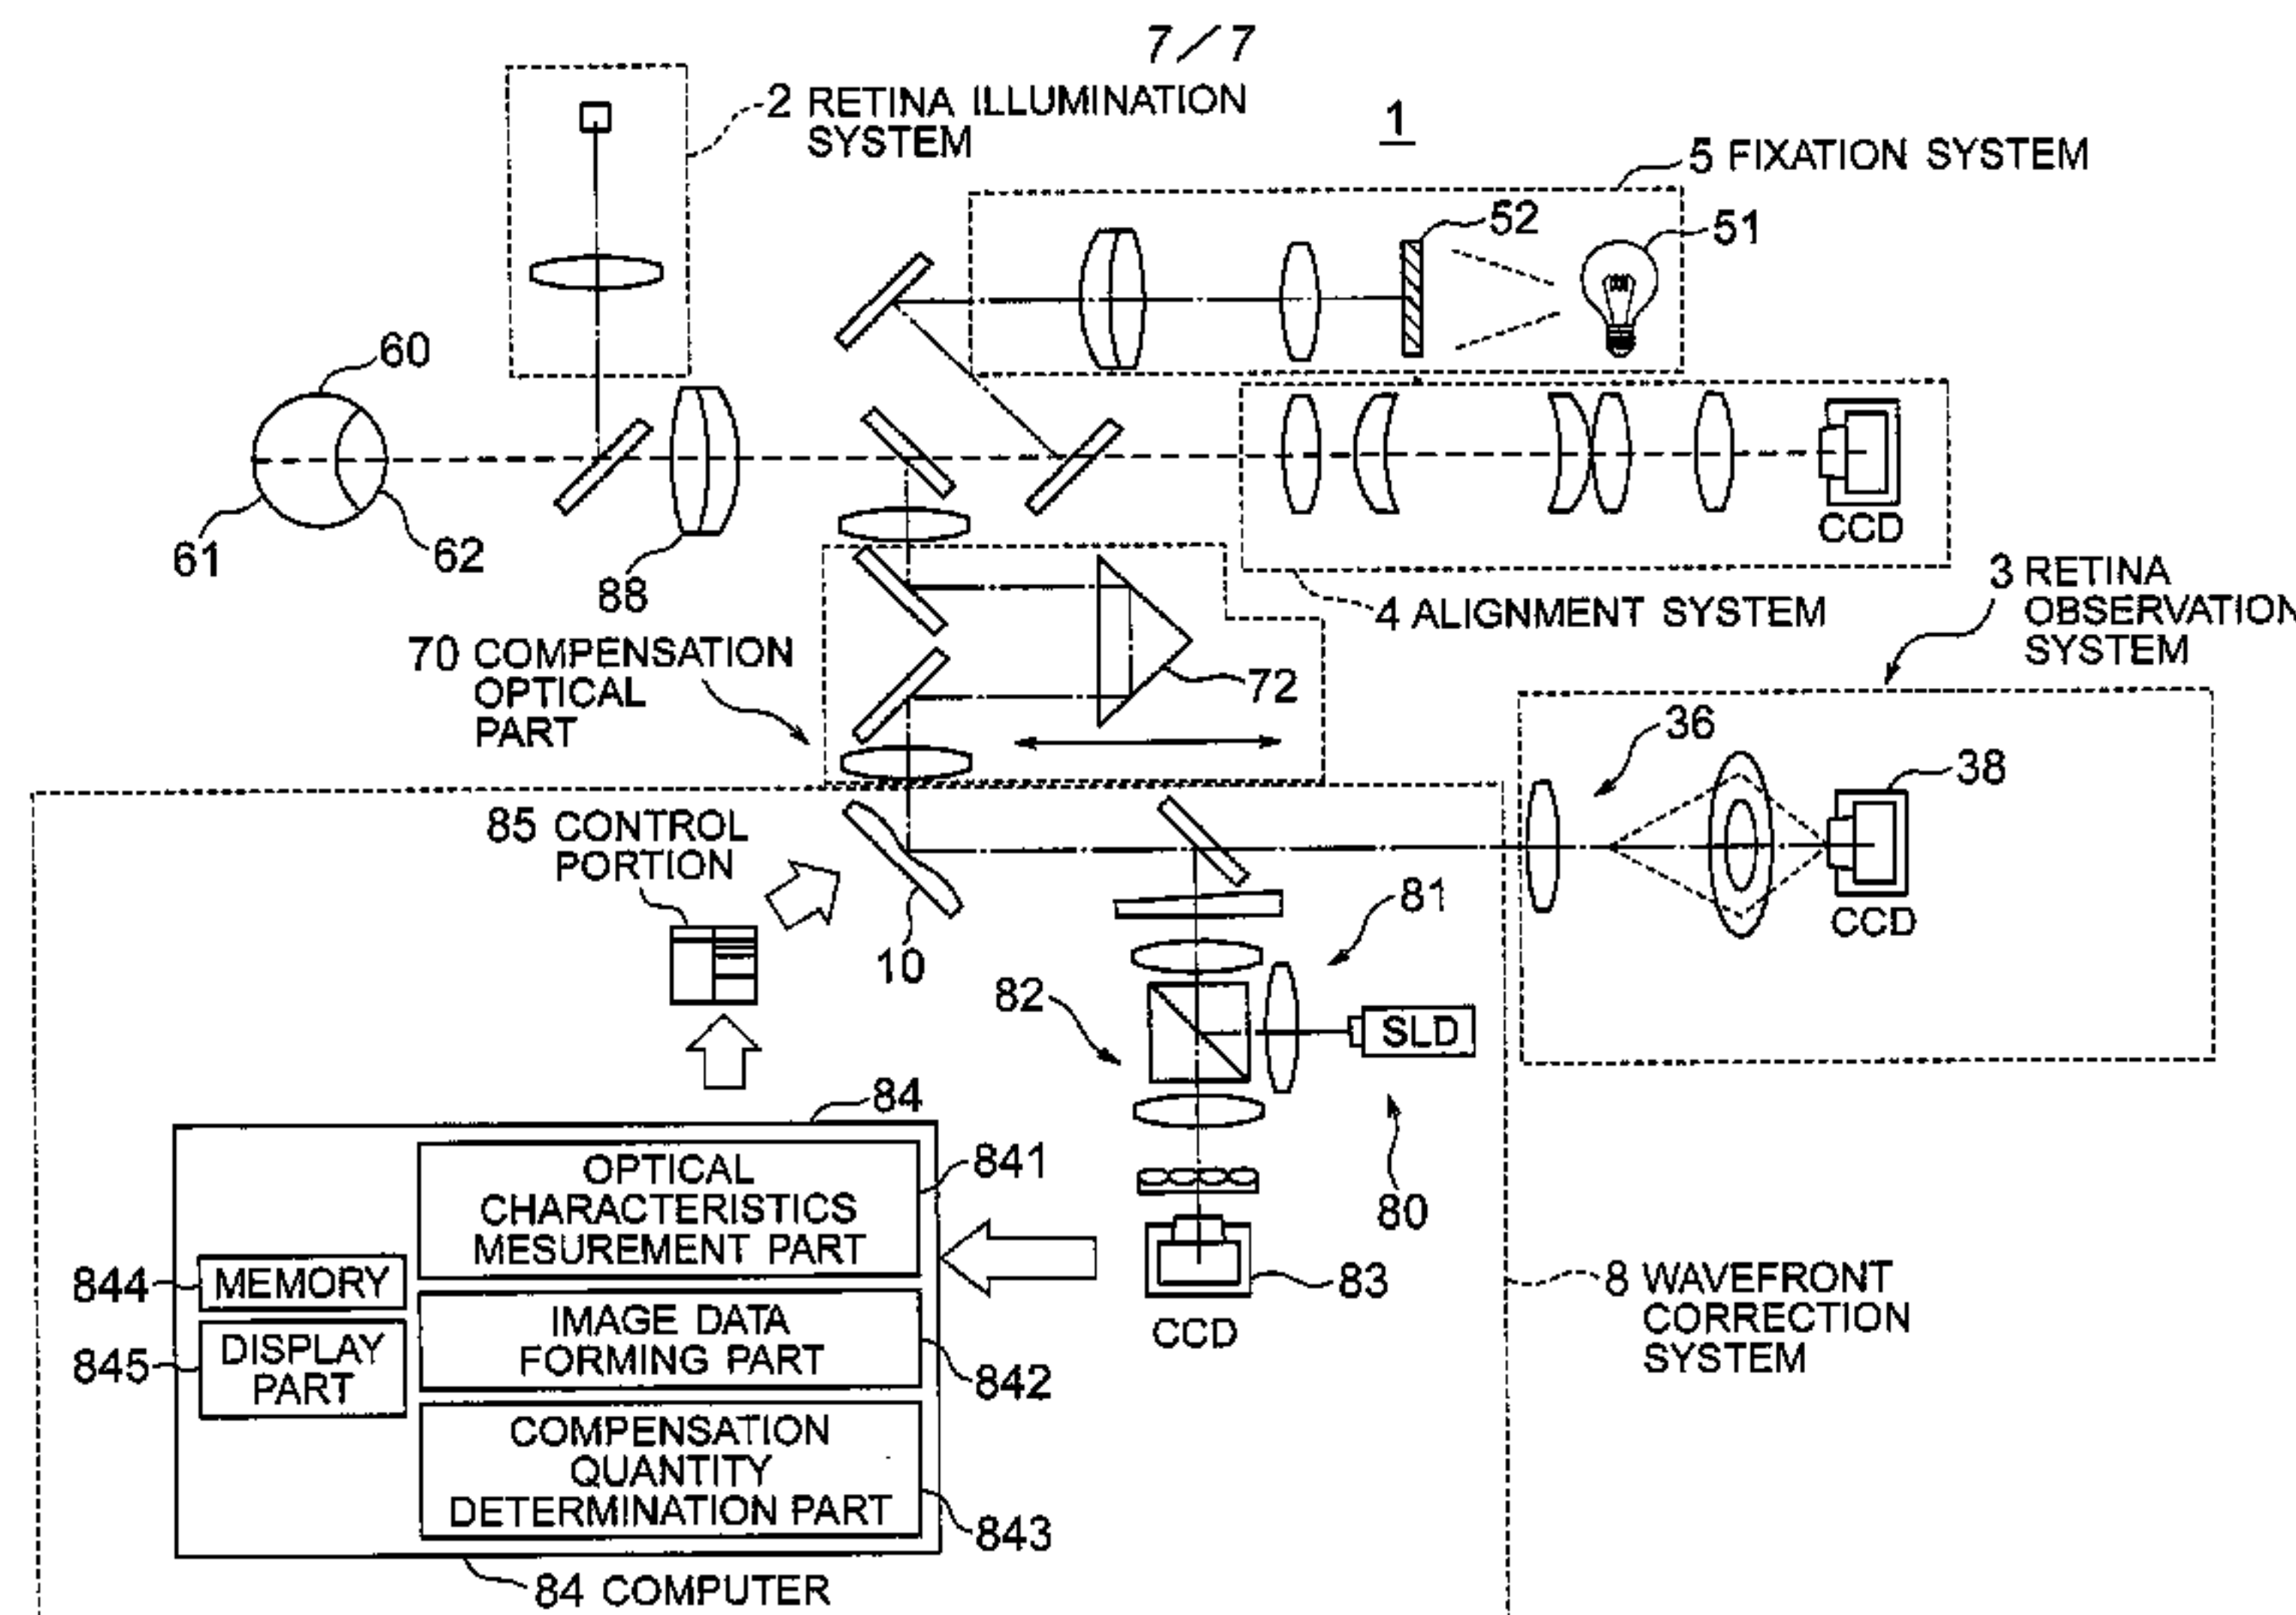 7/7
2 RETINA ILLUMINATION
SYSTEM
1
5 FIXATION SYSTEM
52
51
60
61
62
88
CCD
4 ALIGNMENT SYSTEM
3 RETINA
OBSERVATION
SYSTEM
70 COMPENSATION
OPTICAL
PART
72
36
38
CCD
85 CONTROL
PORTION
10
81
82
SLD
80
84
841
OPTICAL
CHARACTERISTICS
MESUREMENT PART
844
MEMORY
83
CCD
8 WAVEFRONT
CORRECTION
SYSTEM
IMAGE DATA
FORMING PART
842
845
DISPLAY
PART
COMPENSATION
QUANTITY
DETERMINATION PART
843
84 COMPUTER